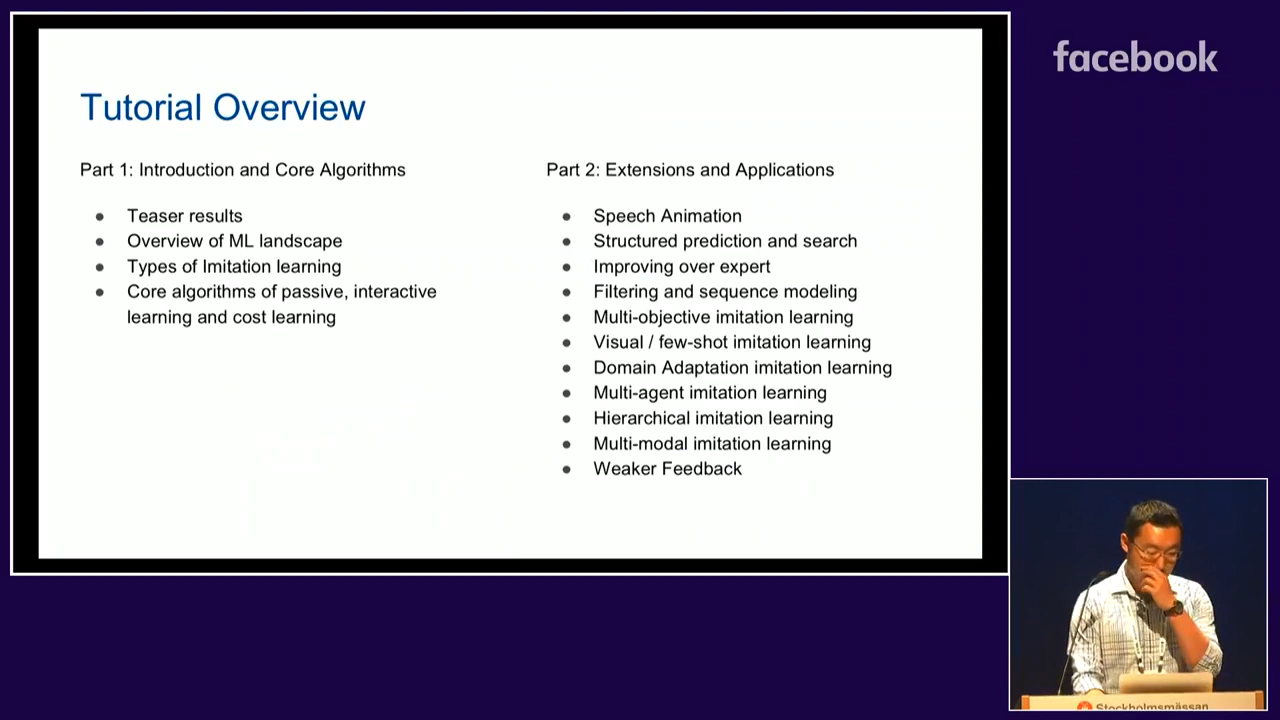 facebook
Tutorial Overview
Part 1: Introduction and Core Algorithms
● Teaser results
● Overview of ML landscape
● Types of Imitation learning
● Core algorithms of passive, interactive
learning and cost learning
Part 2: Extensions and Applications
● Speech Animation
● Structured prediction and search
● Improving over expert
● Filtering and sequence modeling
● Multi-objective imitation learning
● Visual / few-shot imitation learning
● Domain Adaptation imitation learning
● Multi-agent imitation learning
● Hierarchical imitation learning
● Multi-modal imitation learning
● Weaker Feedback
Stockholmsmässan